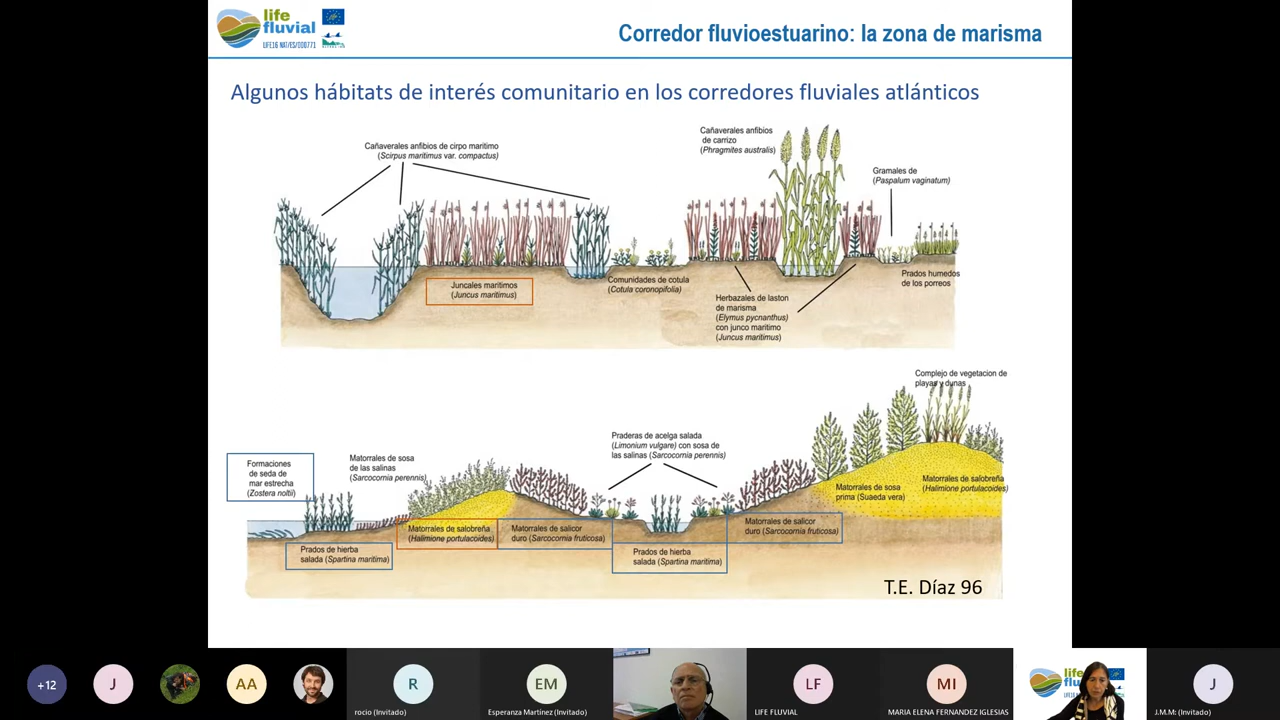 life
fluvial
LIFE16 NAT/ES/000771
Corredor fluvioestuarino: la zona de marisma
Algunos hábitats de interés comunitario en los corredores fluviales atlánticos
Cañaverales anfibios de cirpo maritimo
(Scirpus maritimus var. compactus)
Cañaverales anfibios
de carrizo
(Phragmites australis)
Gramales de
(Paspalum vaginatum)
Juncales maritimos
(Juncus maritimus)
Comunidades de cotula
(Cotula coronopifolia)
Herbazales de laston
de marisma
(Elymus pycnanthus)
con junco maritimo
(Juncus maritimus)
Prados humedos
de los porreos
Complejo de vegetacion de
playas y dunas
Formaciones
de seda de
mar estrecha
(Zostera noltii)
Matorrales de sosa
de las salinas
(Sarcocornia perennis)
Praderas de acelga salada
(Limonium vulgare) con sosa de
las salinas (Sarcocornia perennis)
Matorrales de sosa
prima (Suaeda vera)
Matorrales de salobreña
(Halimione portulacoides)
Matorrales de salobreña
(Halimione portulacoides)
Matorrales de salicor
duro (Sarcocornia fruticosa)
Matorrales de salicor
duro (Sarcocornia fruticosa)
Prados de hierba
salada (Spartina maritima)
Prados de hierba
salada (Spartina maritima)
T.E. Díaz 96
+12
J
AA
R
rocio (Invitado)
EM
Esperanza Martínez (Invitado)
LF
LIFE FLUVIAL
MI
MARIA ELENA FERNANDEZ IGLESIAS
life
J
J.M.M: (Invitado)